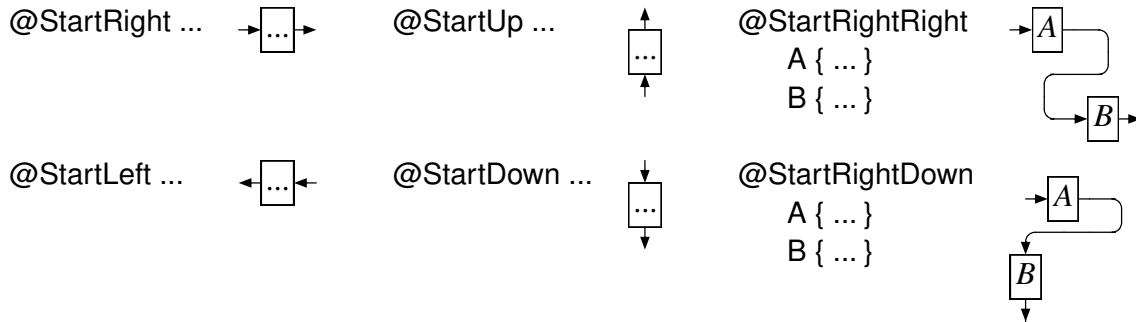 @StartRight ...
...
@StartUp ...
...
@StartRightRight
A { ... }
B { ... }
A
B
@StartLeft ...
...
@StartDown ...
...
@StartRightDown
A { ... }
B { ... }
A
B